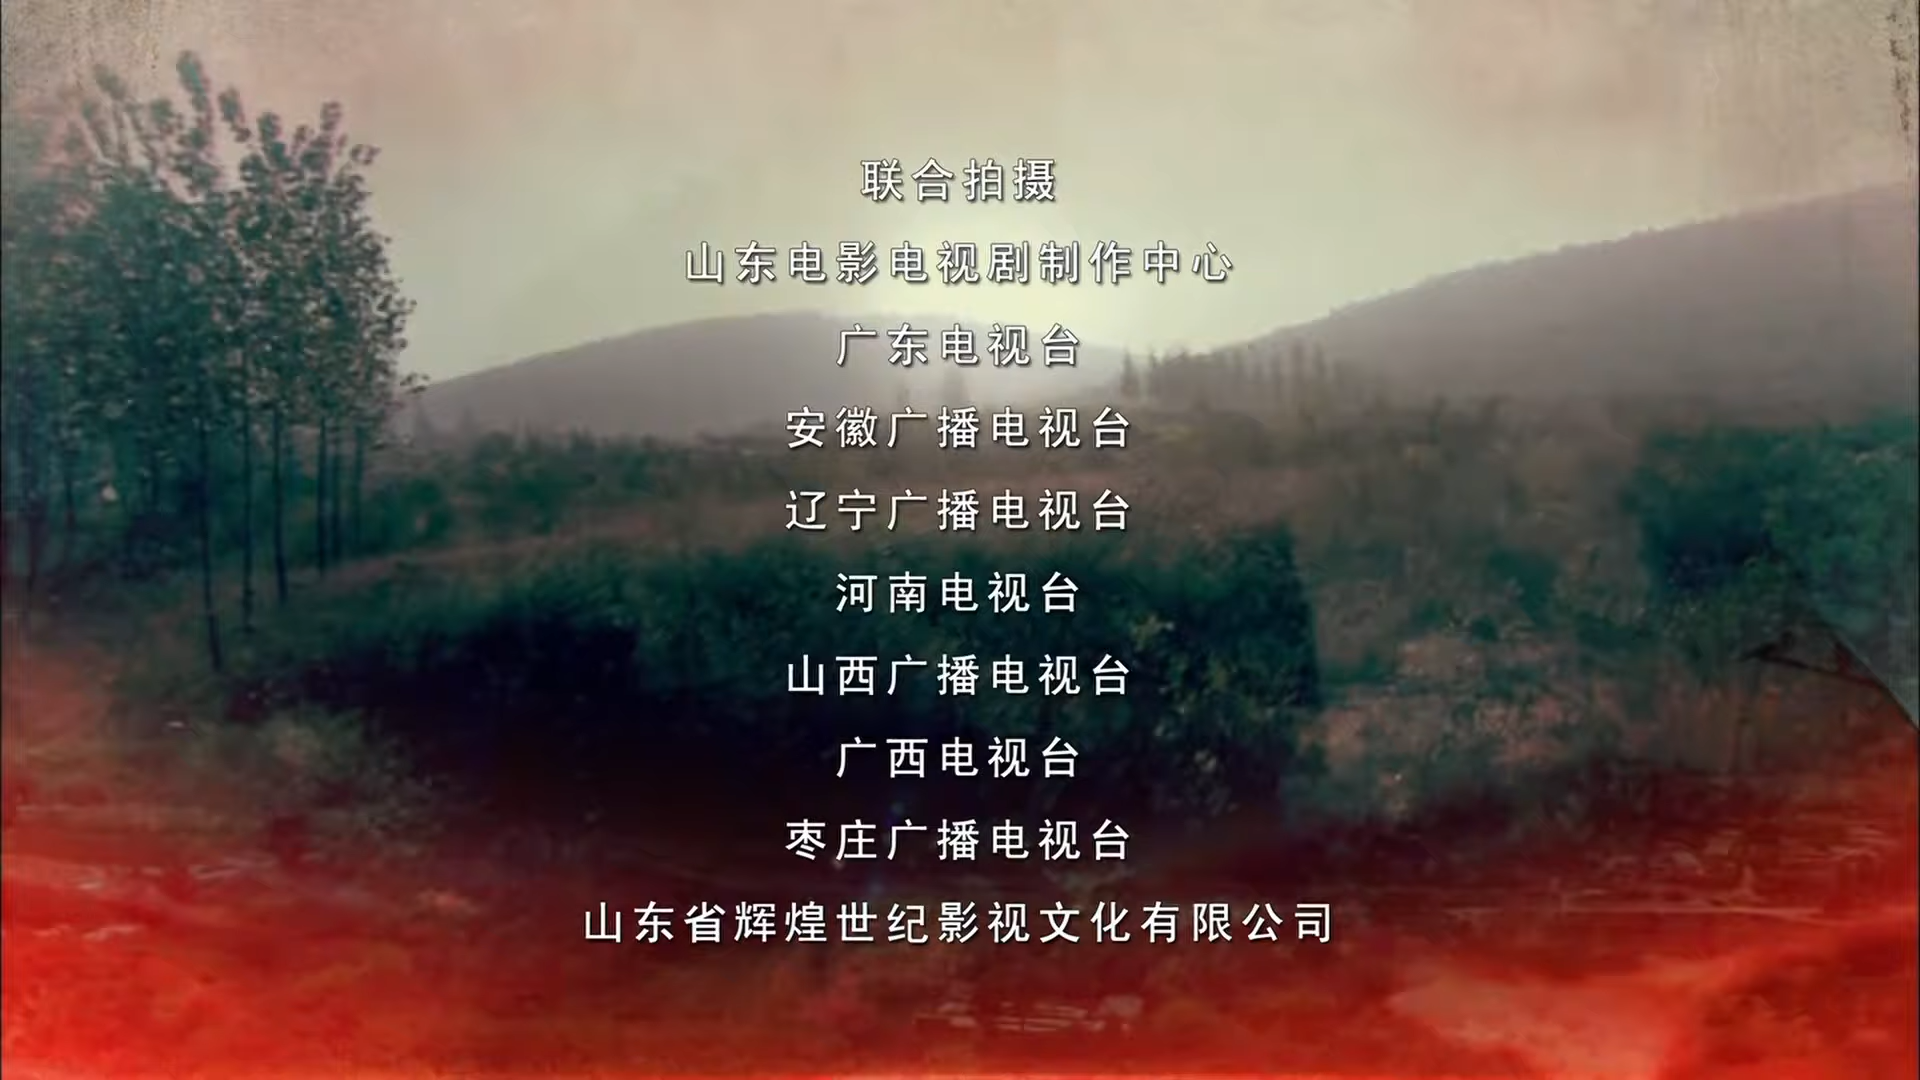 联合拍摄
山东电影电视剧制作中心
广东电视台
安徽广播电视台
辽宁广播电视台
河南电视台
山西广播电视台
广西电视台
枣庄广播电视台
山东省辉煌世纪影视文化有限公司